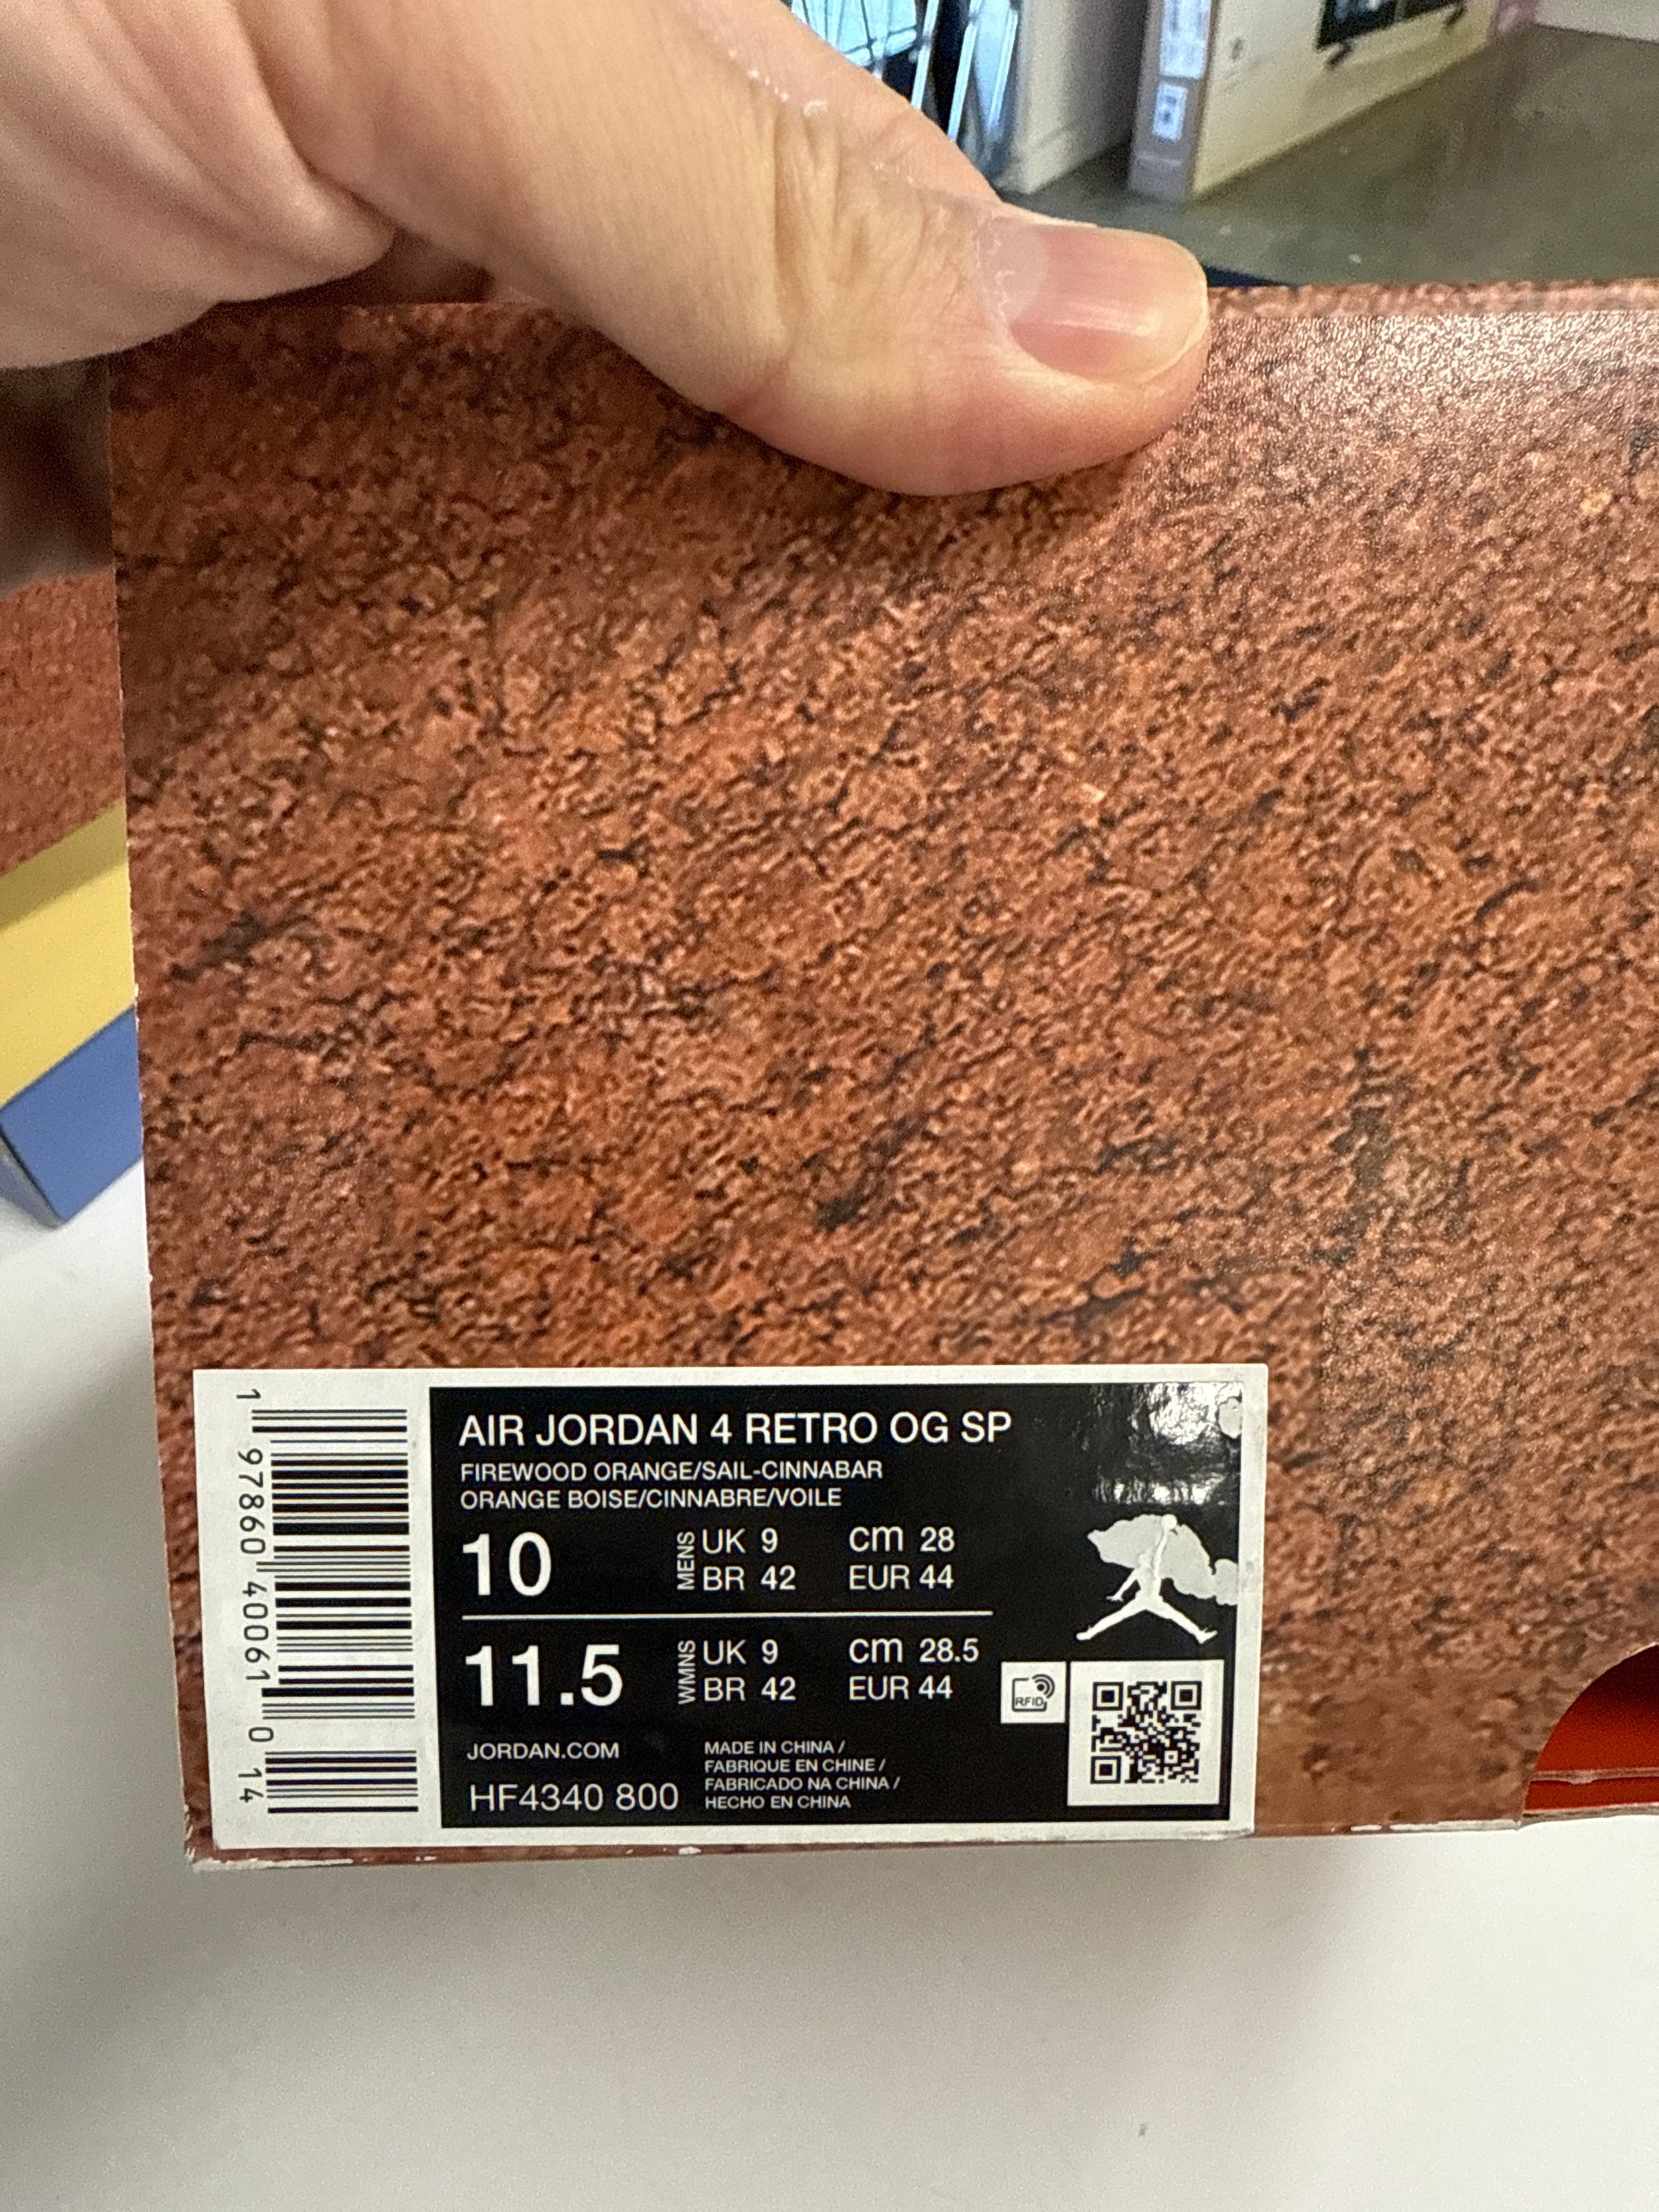 AIR JORDAN 4 RETRO OG SP
FIREWOOD ORANGE/SAIL-CINNABAR
ORANGE BOISE/CINNABRE/VOILE
10 MENS UK 9 cm 28
BR 42 EUR 44
11.5 WMNS UK 9 cm 28.5
BR 42 EUR 44
RFID
JORDAN.COM
HF4340 800
MADE IN CHINA /
FABRIQUE EN CHINE /
FABRICADO NA CHINA /
HECHO EN CHINA
1 97860 40061 0 14